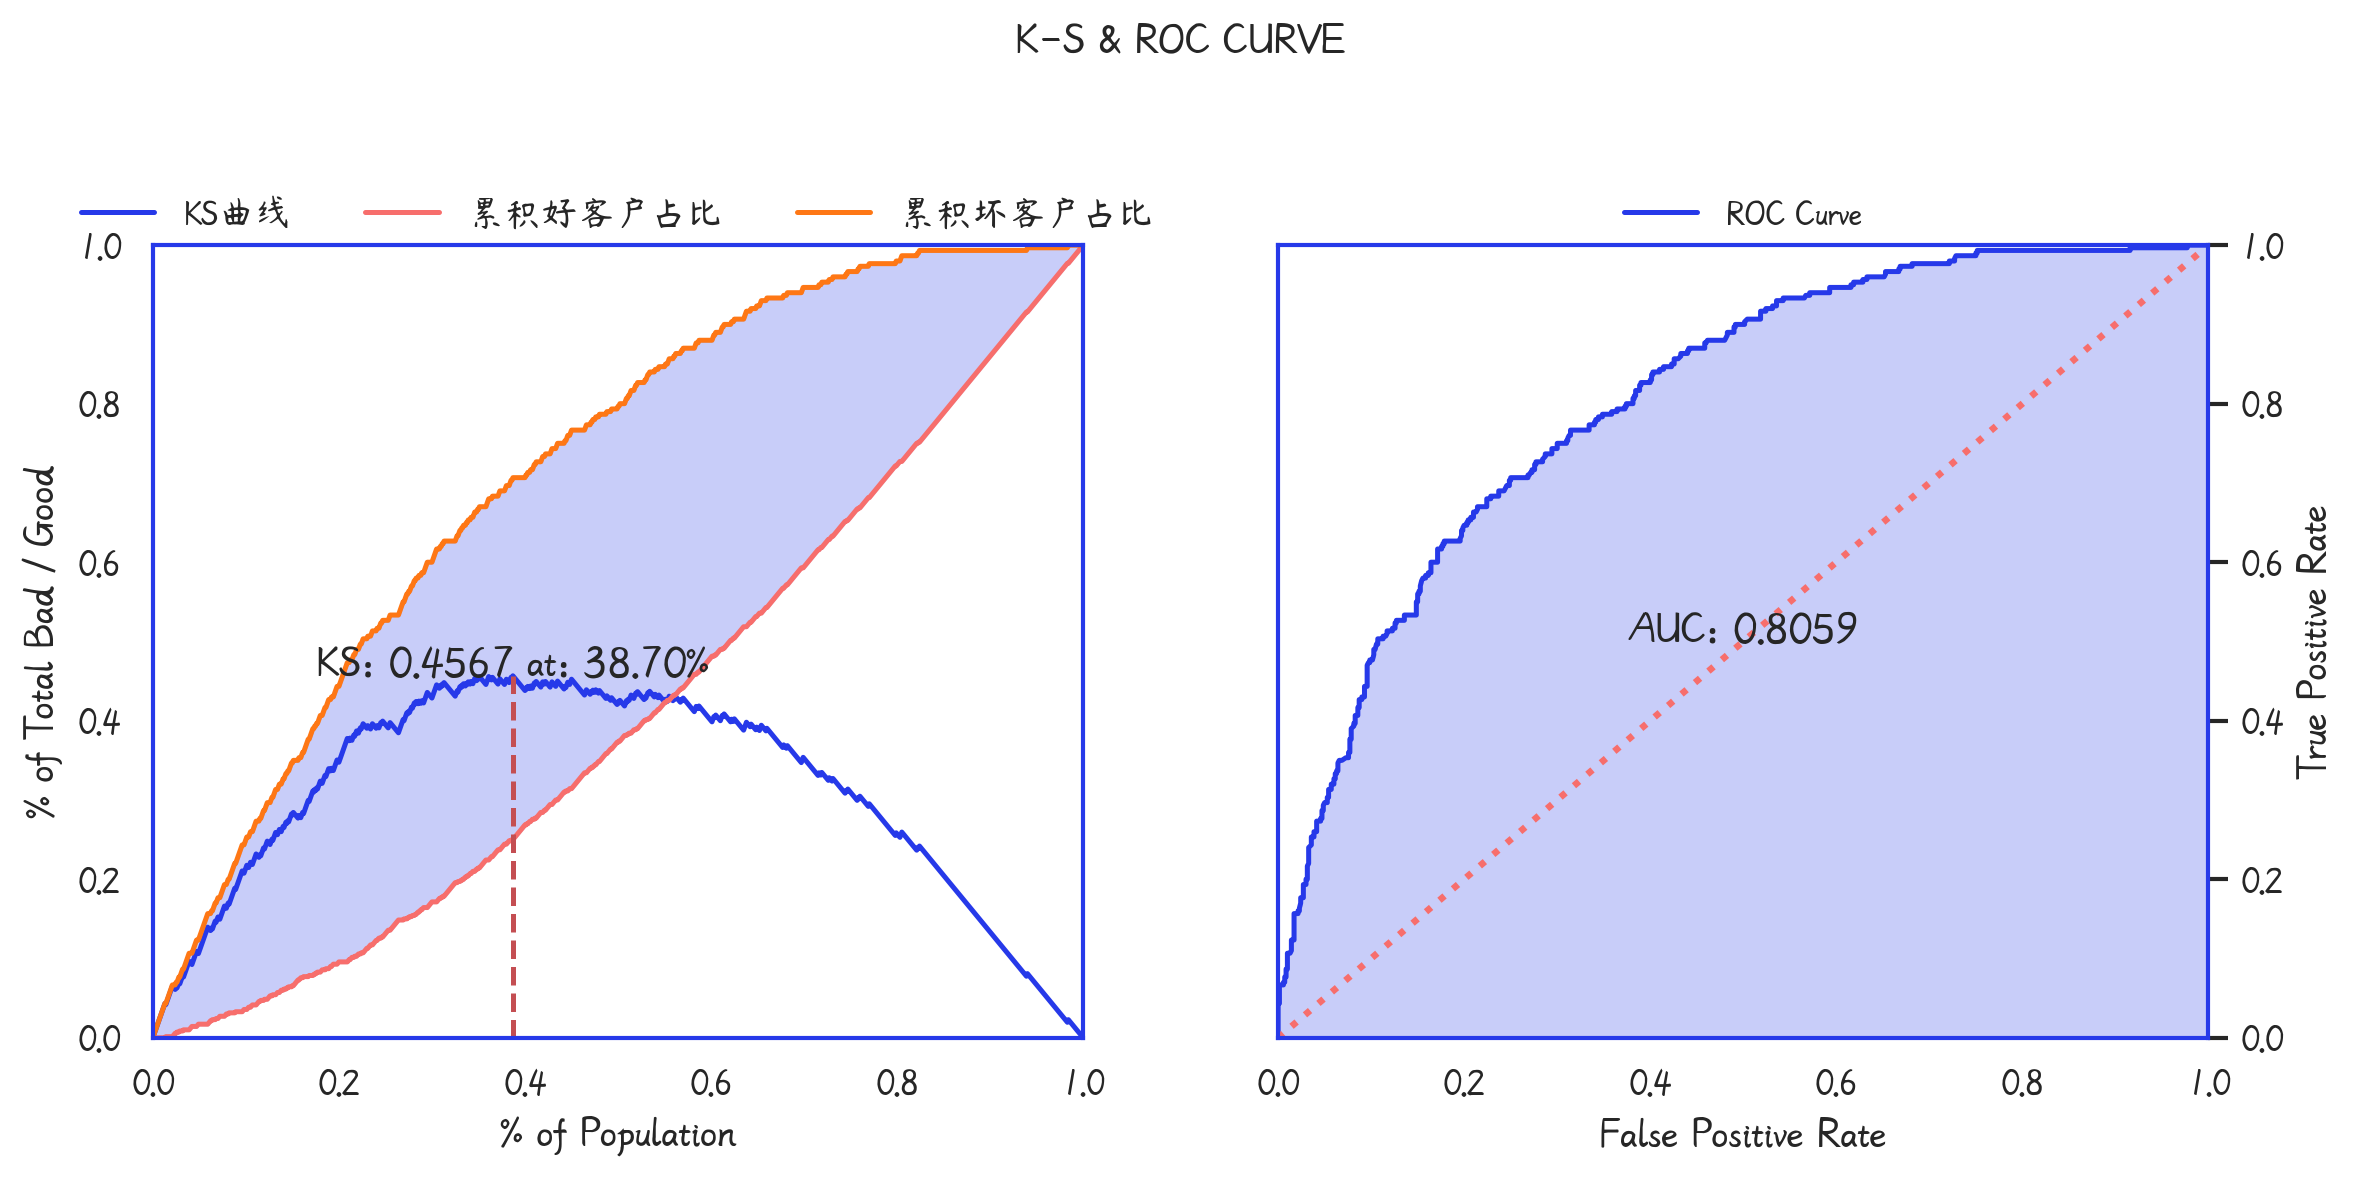 K-S & ROC CURVE
KS曲线 累积好客户占比 累积坏客户占比
1.0
0.8
0.6
0.4
0.2
0.0
% of Total Bad / Good
KS: 0.4567 at: 38.70%
0.0 0.2 0.4 0.6 0.8 1.0
% of Population
ROC Curve
AUC: 0.8059
1.0
0.8
0.6
0.4
0.2
0.0
True Positive Rate
0.0 0.2 0.4 0.6 0.8 1.0
False Positive Rate